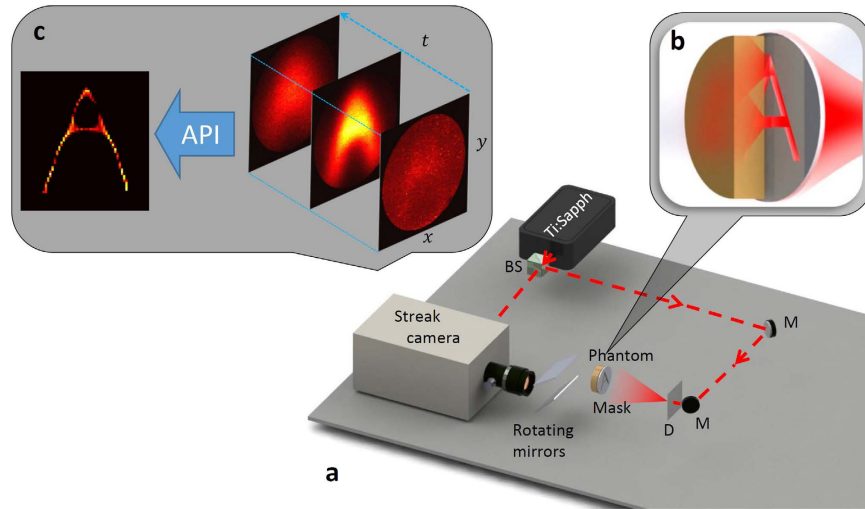 c
t
API
y
x
b
Ti:Sapph
BS
Streak
camera
M
Phantom
Mask
Rotating
mirrors
D
M
a